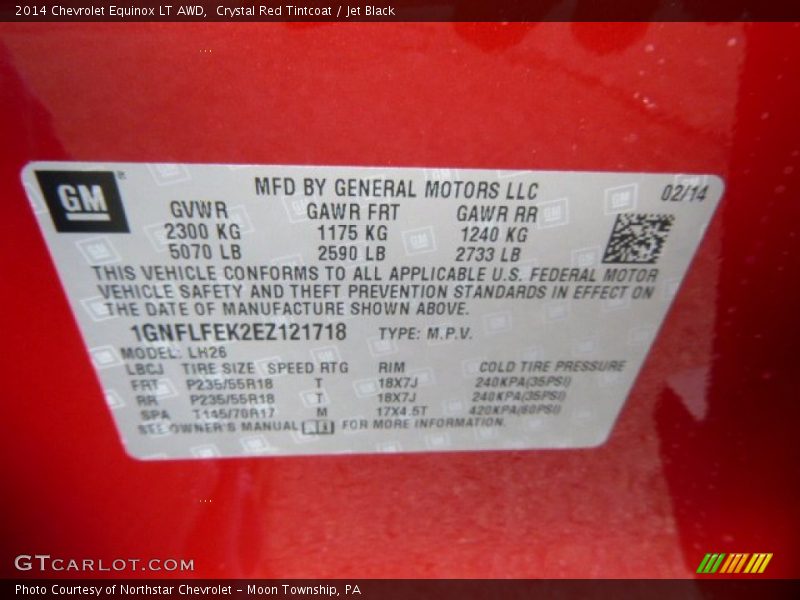 2014 Chevrolet Equinox LT AWD,  Crystal Red Tintcoat / Jet Black
GM
MFD BY GENERAL MOTORS LLC
02/14
GVWR GAWR FRT GAWR RR
2300 KG 1175 KG 1240 KG
5070 LB 2590 LB 2733 LB
THIS VEHICLE CONFORMS TO ALL APPLICABLE U.S. FEDERAL MOTOR
VEHICLE SAFETY AND THEFT PREVENTION STANDARDS IN EFFECT ON
THE DATE OF MANUFACTURE SHOWN ABOVE.
1GNFLFEK2EZ121718 TYPE: M.P.V.
MODEL: LH26
LBCJ TIRE SIZE SPEED RTG RIM COLD TIRE PRESSURE
FRT P235/55R18 T 18X7J 240KPA(35PSI)
RR P235/55R18 T 18X7J 240KPA(35PSI)
SPA T145/70R17 M 17X4.5T 420KPA(60PSI)
SEE OWNER'S MANUAL FOR MORE INFORMATION.
GTCARLOT.COM
Photo Courtesy of Northstar Chevrolet - Moon Township, PA